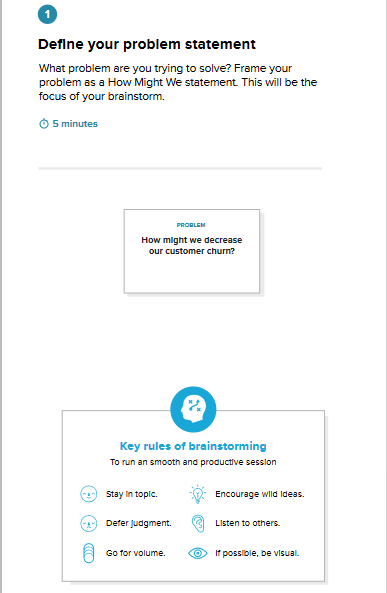 1
Define your problem statement
What problem are you trying to solve? Frame your
problem as a How Might We statement. This will be the
focus of your brainstorm.
5 minutes
PROBLEM
How might we decrease
our customer churn?
Key rules of brainstorming
To run an smooth and productive session
Stay in topic.
Encourage wild ideas.
Defer judgment.
Listen to others.
Go for volume.
If possible, be visual.